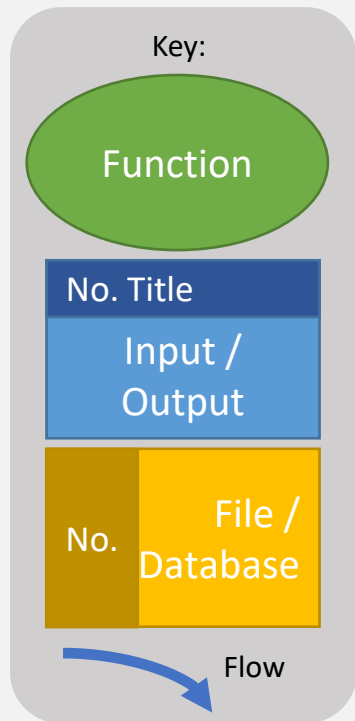 Key:
Function
No. Title
Input /
Output
No.
File /
Database
Flow